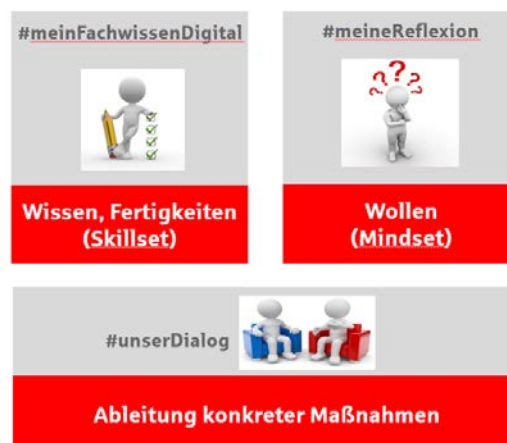 #meinFachwissenDigital
Wissen, Fertigkeiten
(Skillset)
#meineReflexion
Wollen
(Mindset)
#unserDialog
Ableitung konkreter Maßnahmen